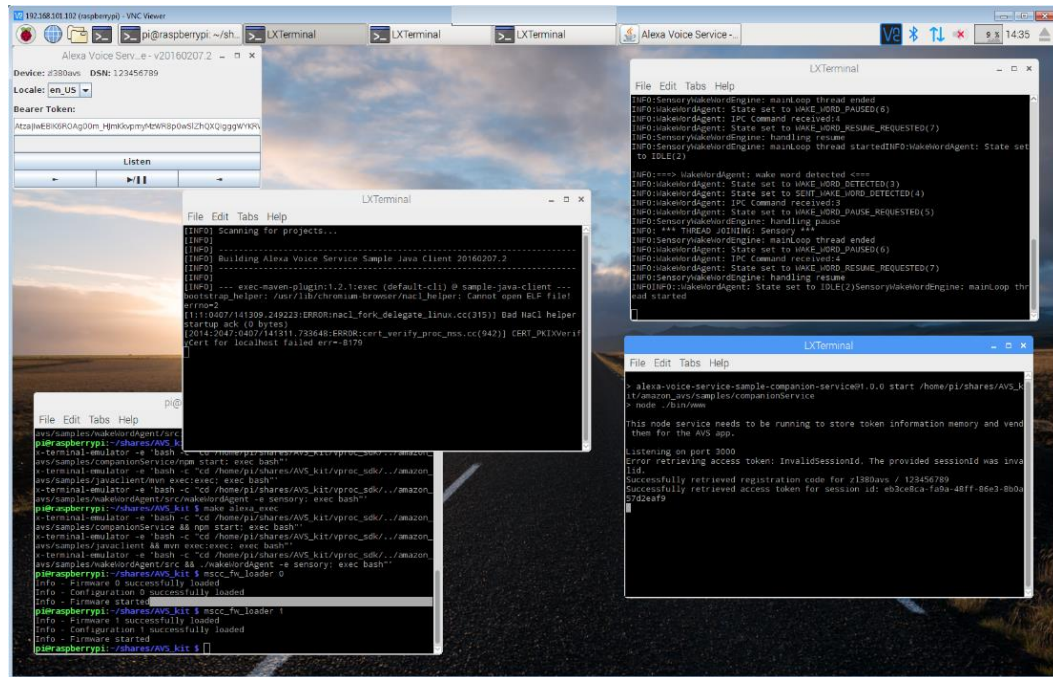 192.168.101.102 (raspberrypi) - VNC Viewer
pi@raspberrypi: ~/sh...
LXTerminal
LXTerminal
LXTerminal
Alexa Voice Service -...
9 %
14:35
Alexa Voice Serv...e - v20160207.2
Device: zl380avs DSN: 123456789
Locale: en_US
Bearer Token:
Listen
LXTerminal
File Edit Tabs Help
INFO:SensoryWakeWordEngine: mainLoop thread ended
INFO:WakeWordAgent: State set to WAKE_WORD_PAUSED(6)
INFO:WakeWordAgent: IPC Command received:4
INFO:WakeWordAgent: State set to WAKE_WORD_RESUME_REQUESTED(7)
INFO:SensoryWakeWordEngine: handling resume
INFO:SensoryWakeWordEngine: mainLoop thread startedINFO:WakeWordAgent: State set
to IDLE(2)
INFO:===> WakeWordAgent: wake word detected <===
INFO:WakeWordAgent: State set to WAKE_WORD_DETECTED(3)
INFO:WakeWordAgent: State set to SENT_WAKE_WORD_DETECTED(4)
INFO:WakeWordAgent: IPC Command received:3
INFO:WakeWordAgent: State set to WAKE_WORD_PAUSE_REQUESTED(5)
INFO:SensoryWakeWordEngine: handling pause
INFO: *** THREAD JOINING: Sensory ***
INFO:SensoryWakeWordEngine: mainLoop thread ended
INFO:WakeWordAgent: State set to WAKE_WORD_PAUSED(6)
INFO:WakeWordAgent: IPC Command received:4
INFO:WakeWordAgent: State set to WAKE_WORD_RESUME_REQUESTED(7)
INFO:SensoryWakeWordEngine: handling resume
INFOINFO::WakeWordAgent: State set to IDLE(2)SensoryWakeWordEngine: mainLoop thr
ead started
LXTerminal
File Edit Tabs Help
[INFO] Scanning for projects...
[INFO]
[INFO] ------------------------------------------------------------------------
[INFO] Building Alexa Voice Service Sample Java Client 20160207.2
[INFO] ------------------------------------------------------------------------
[INFO]
[INFO] --- exec-maven-plugin:1.2.1:exec (default-cli) @ sample-java-client ---
bootstrap_helper: /usr/lib/chromium-browser/nacl_helper: Cannot open ELF file!
errno=2
[1:1:0407/141309.249223:ERROR:nacl_fork_delegate_linux.cc(315)] Bad NaCl helper
startup ack (0 bytes)
[2014:2047:0407/141311.733648:ERROR:cert_verify_proc_nss.cc(942)] CERT_PKIXVerif
yCert for localhost failed err=-8179
LXTerminal
File Edit Tabs Help
> alexa-voice-service-sample-companion-service@1.0.0 start /home/pi/shares/AVS_k
it/amazon_avs/samples/companionService
> node ./bin/www
This node service needs to be running to store token information memory and vend
them for the AVS app.
Listening on port 3000
Error retrieving access token: InvalidSessionId. The provided sessionId was inva
lid.
Successfully retrieved registration code for zl380avs / 123456789
Successfully retrieved access token for session id: eb3ce8ca-fa9a-48ff-86e3-8b0a
57d2eaf9
pi@
File Edit Tabs Help
avs/samples/wakeWordAgent/src
pi@raspberrypi:~/shares/AVS_k
x-terminal-emulator -e 'bash -c "cd /home/pi/shares/AVS_kit/vproc_sdk/../amazon_
avs/samples/companionService/npm start; exec bash"'
x-terminal-emulator -e 'bash -c "cd /home/pi/shares/AVS_kit/vproc_sdk/../amazon_
avs/samples/javaclient/mvn exec:exec; exec bash"'
x-terminal-emulator -e 'bash -c "cd /home/pi/shares/AVS_kit/vproc_sdk/../amazon_
avs/samples/wakeWordAgent/src/wakeWordAgent -e sensory; exec bash"'
pi@raspberrypi:~/shares/AVS_kit $ make alexa_exec
x-terminal-emulator -e 'bash -c "cd /home/pi/shares/AVS_kit/vproc_sdk/../amazon_
avs/samples/companionService && npm start; exec bash"'
x-terminal-emulator -e 'bash -c "cd /home/pi/shares/AVS_kit/vproc_sdk/../amazon_
avs/samples/javaclient && mvn exec:exec; exec bash"'
x-terminal-emulator -e 'bash -c "cd /home/pi/shares/AVS_kit/vproc_sdk/../amazon_
avs/samples/wakeWordAgent/src && ./wakeWordAgent -e sensory; exec bash"'
pi@raspberrypi:~/shares/AVS_kit $ mscc_fw_loader 0
Info - Firmware 0 successfully loaded
Info - Configuration 0 successfully loaded
Info - Firmware started
pi@raspberrypi:~/shares/AVS_kit $ mscc_fw_loader 1
Info - Firmware 1 successfully loaded
Info - Configuration 1 successfully loaded
Info - Firmware started
pi@raspberrypi:~/shares/AVS_kit $